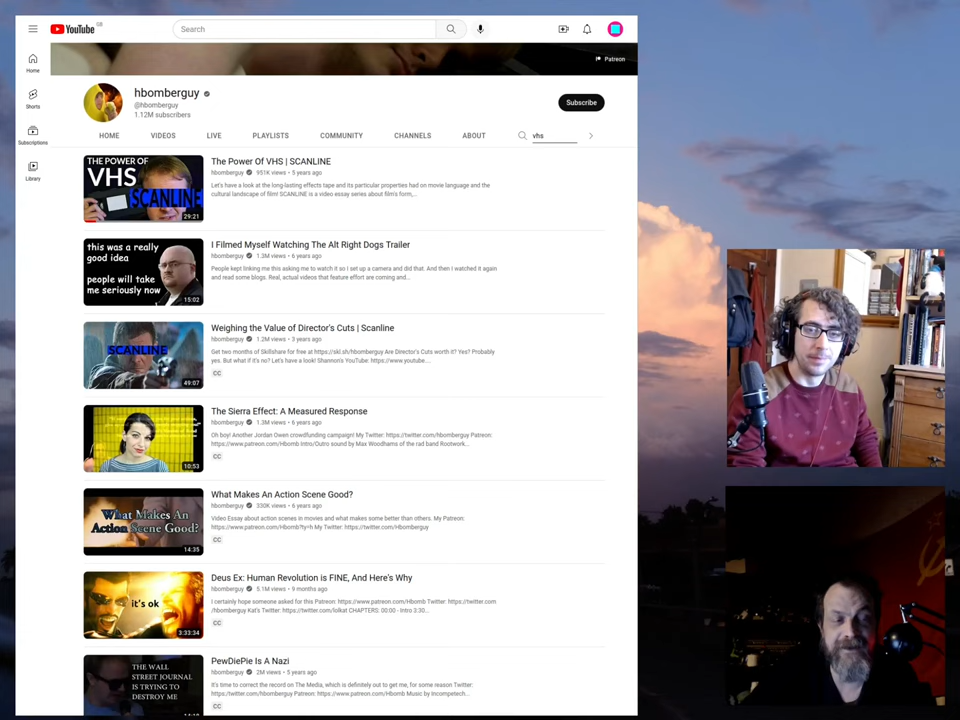 YouTube GB
Search
Home
Shorts
Subscriptions
Library
Patreon
hbomberguy
@hbomberguy
1.12M subscribers
Subscribe
HOME VIDEOS LIVE PLAYLISTS COMMUNITY CHANNELS ABOUT vhs
THE POWER OF
VHS
SCANLINE
29:21
The Power Of VHS | SCANLINE
hbomberguy 951K views • 5 years ago
Let's have a look at the long-lasting effects tape and its particular properties had on movie language and the
cultural landscape of film! SCANLINE is a video essay series about film's form,...
this was a really
good idea
people will take
me seriously now
15:02
I Filmed Myself Watching The Alt Right Dogs Trailer
hbomberguy 1.3M views • 6 years ago
People kept linking me this asking me to watch it so I set up a camera and did that. And then I watched it again
and read some blogs. Real, actual videos that feature effort are coming and...
SCANLINE
49:07
Weighing the Value of Director's Cuts | Scanline
hbomberguy 1.2M views • 3 years ago
Get two months of Skillshare for free at https://skl.sh/hbomberguy Are Director's Cuts worth it? Yes? Probably
yes. But what if it's no? Let's have a look! Shannon's YouTube: https://www.youtube....
CC
10:53
The Sierra Effect: A Measured Response
hbomberguy 1.3M views • 6 years ago
Oh boy! Another Jordan Owen crowdfunding campaign! My Twitter: https://twitter.com/hbomberguy Patreon:
https://www.patreon.com/Hbomb Intro/Outro sound by Max Woodhams of the rad band Rootwork...
CC
What Makes An
Action Scene Good?
14:35
What Makes An Action Scene Good?
hbomberguy 330K views • 6 years ago
Video Essay about action scenes in movies and what makes some better than others. My Patreon:
https://www.patreon.com/Hbomb?ty=h My Twitter: https://twitter.com/Hbomberguy
CC
it's ok
3:33:34
Deus Ex: Human Revolution is FINE, And Here's Why
hbomberguy 5.1M views • 9 months ago
I certainly hope someone asked for this Patreon: https://www.patreon.com/Hbomb Twitter: https://twitter.com
/hbomberguy Kat's Twitter: https://twitter.com/lolkat CHAPTERS: 00:00 - Intro 3:30...
CC
THE WALL
STREET JOURNAL
IS TRYING TO
DESTROY ME
PewDiePie Is A Nazi
hbomberguy 2M views • 5 years ago
It's time to correct the record on The Media, which is definitely out to get me, for some reason Twitter:
https://twitter.com/hbomberguy Patreon: https://www.patreon.com/Hbomb Music by Incompetech...
CC